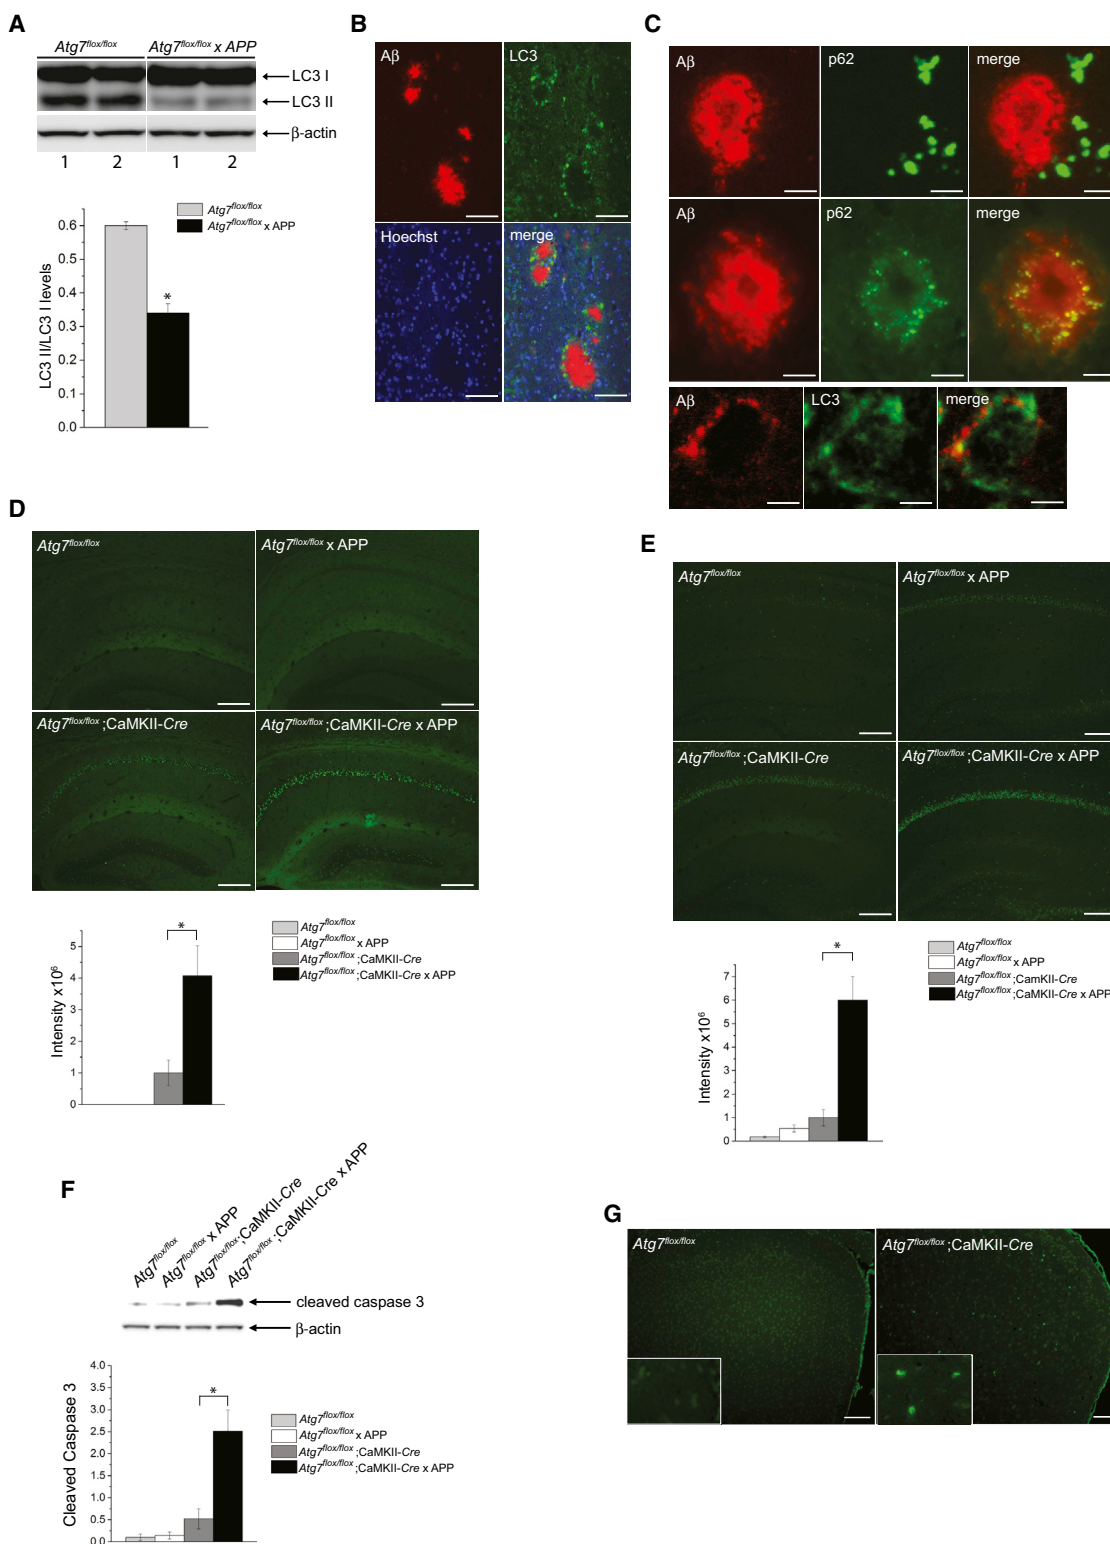 A
Atg7flox/flox
Atg7flox/flox x APP
LC3 I
LC3 II
β-actin
1 2 1 2
Atg7flox/flox
Atg7flox/flox x APP
LC3 II/LC3 I levels
0.6
0.5
0.4
0.3
0.2
0.1
0.0
*
B
Aβ
LC3
Hoechst
merge
C
Aβ
p62
merge
Aβ
p62
merge
Aβ
LC3
merge
D
Atg7flox/flox
Atg7flox/flox x APP
Atg7flox/flox;CaMKII-Cre
Atg7flox/flox;CaMKII-Cre x APP
Intensity x10⁶
5
4
3
2
1
0
*
Atg7flox/flox
Atg7flox/flox x APP
Atg7flox/flox;CaMKII-Cre
Atg7flox/flox;CaMKII-Cre x APP
E
Atg7flox/flox
Atg7flox/flox x APP
Atg7flox/flox;CaMKII-Cre
Atg7flox/flox;CaMKII-Cre x APP
Intensity x10⁶
7
6
5
4
3
2
1
0
*
Atg7flox/flox
Atg7flox/flox x APP
Atg7flox/flox;CamKII-Cre
Atg7flox/flox;CaMKII-Cre x APP
F
Atg7flox/flox
Atg7flox/flox x APP
Atg7flox/flox;CaMKII-Cre
Atg7flox/flox;CaMKII-Cre x APP
cleaved caspase 3
β-actin
Cleaved Caspase 3
4.0
3.5
3.0
2.5
2.0
1.5
1.0
0.5
0.0
*
Atg7flox/flox
Atg7flox/flox x APP
Atg7flox/flox;CaMKII-Cre
Atg7flox/flox;CaMKII-Cre x APP
G
Atg7flox/flox
Atg7flox/flox;CaMKII-Cre